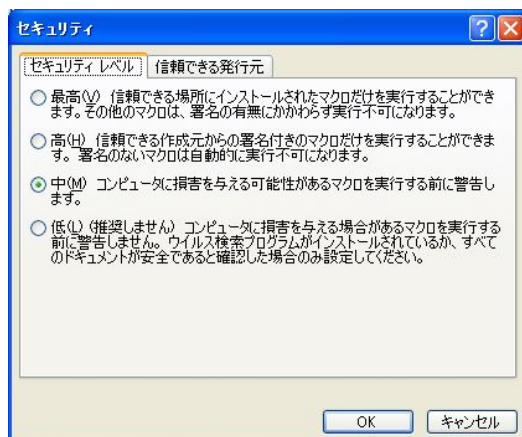 セキュリティ
セキュリティ レベル 信頼できる発行元
最高(V) 信頼できる場所にインストールされたマクロだけを実行することができ
ます。その他のマクロは、署名の有無にかかわらず実行不可になります。
高(H) 信頼できる作成元からの署名付きのマクロだけを実行することができま
す。署名のないマクロは自動的に実行不可になります。
中(M) コンピュータに損害を与える可能性があるマクロを実行する前に警告し
ます。
低(L) (推奨しません) コンピュータに損害を与える場合があるマクロを実行する
前に警告しません。ウイルス検索プログラムがインストールされているか、すべて
のドキュメントが安全であると確認した場合のみ設定してください。
OK キャンセル